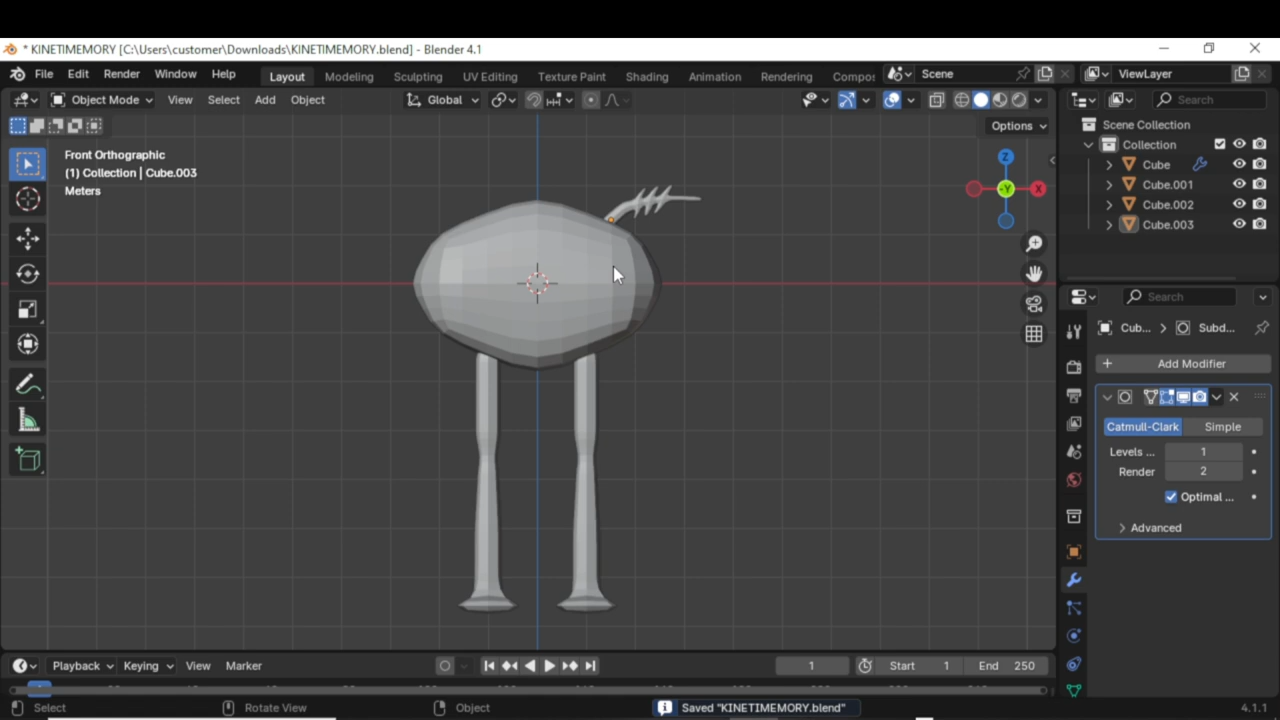 * KINETIMEMORY [C:\Users\customer\Downloads\KINETIMEMORY.blend] - Blender 4.1
File Edit Render Window Help Layout Modeling Sculpting UV Editing Texture Paint Shading Animation Rendering Compos Scene ViewLayer
Object Mode View Select Add Object Global Search
Options
Scene Collection
Collection
Cube
Cube.001
Cube.002
Cube.003
Front Orthographic
(1) Collection | Cube.003
Meters
Z
X
-Y
Search
Cub... > Subd...
+ Add Modifier
Catmull-Clark Simple
Levels ... 1
Render 2
Optimal ...
Advanced
Playback Keying View Marker 1 Start 1 End 250
Select Rotate View Object Saved "KINETIMEMORY.blend" 4.1.1